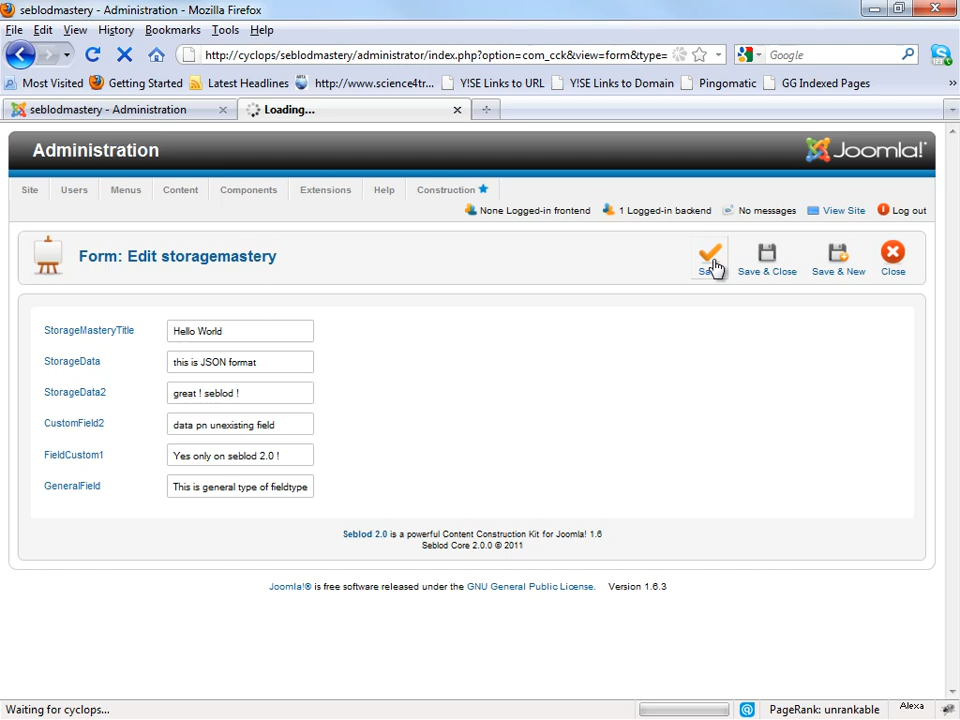 seblodmastery - Administration - Mozilla Firefox
File Edit View History Bookmarks Tools Help
http://cyclops/seblodmastery/administrator/index.php?option=com_cck&view=form&type=
Google
Most Visited Getting Started Latest Headlines http://www.science4tr... Y!SE Links to URL Y!SE Links to Domain Pingomatic GG Indexed Pages »
seblodmastery - Administration Loading...
Administration
Joomla!
Site Users Menus Content Components Extensions Help Construction
None Logged-in frontend 1 Logged-in backend No messages View Site Log out
Form: Edit storagemastery
Save & Close Save & New Close
StorageMasteryTitle Hello World
StorageData this is JSON format
StorageData2 great ! seblod !
CustomField2 data pn unexisting field
FieldCustom1 Yes only on seblod 2.0 !
GeneralField This is general type of fieldtype
Seblod 2.0 is a powerful Content Construction Kit for Joomla! 1.6
Seblod Core 2.0.0 © 2011
Joomla!® is free software released under the GNU General Public License. Version 1.6.3
Waiting for cyclops... PageRank: unrankable Alexa